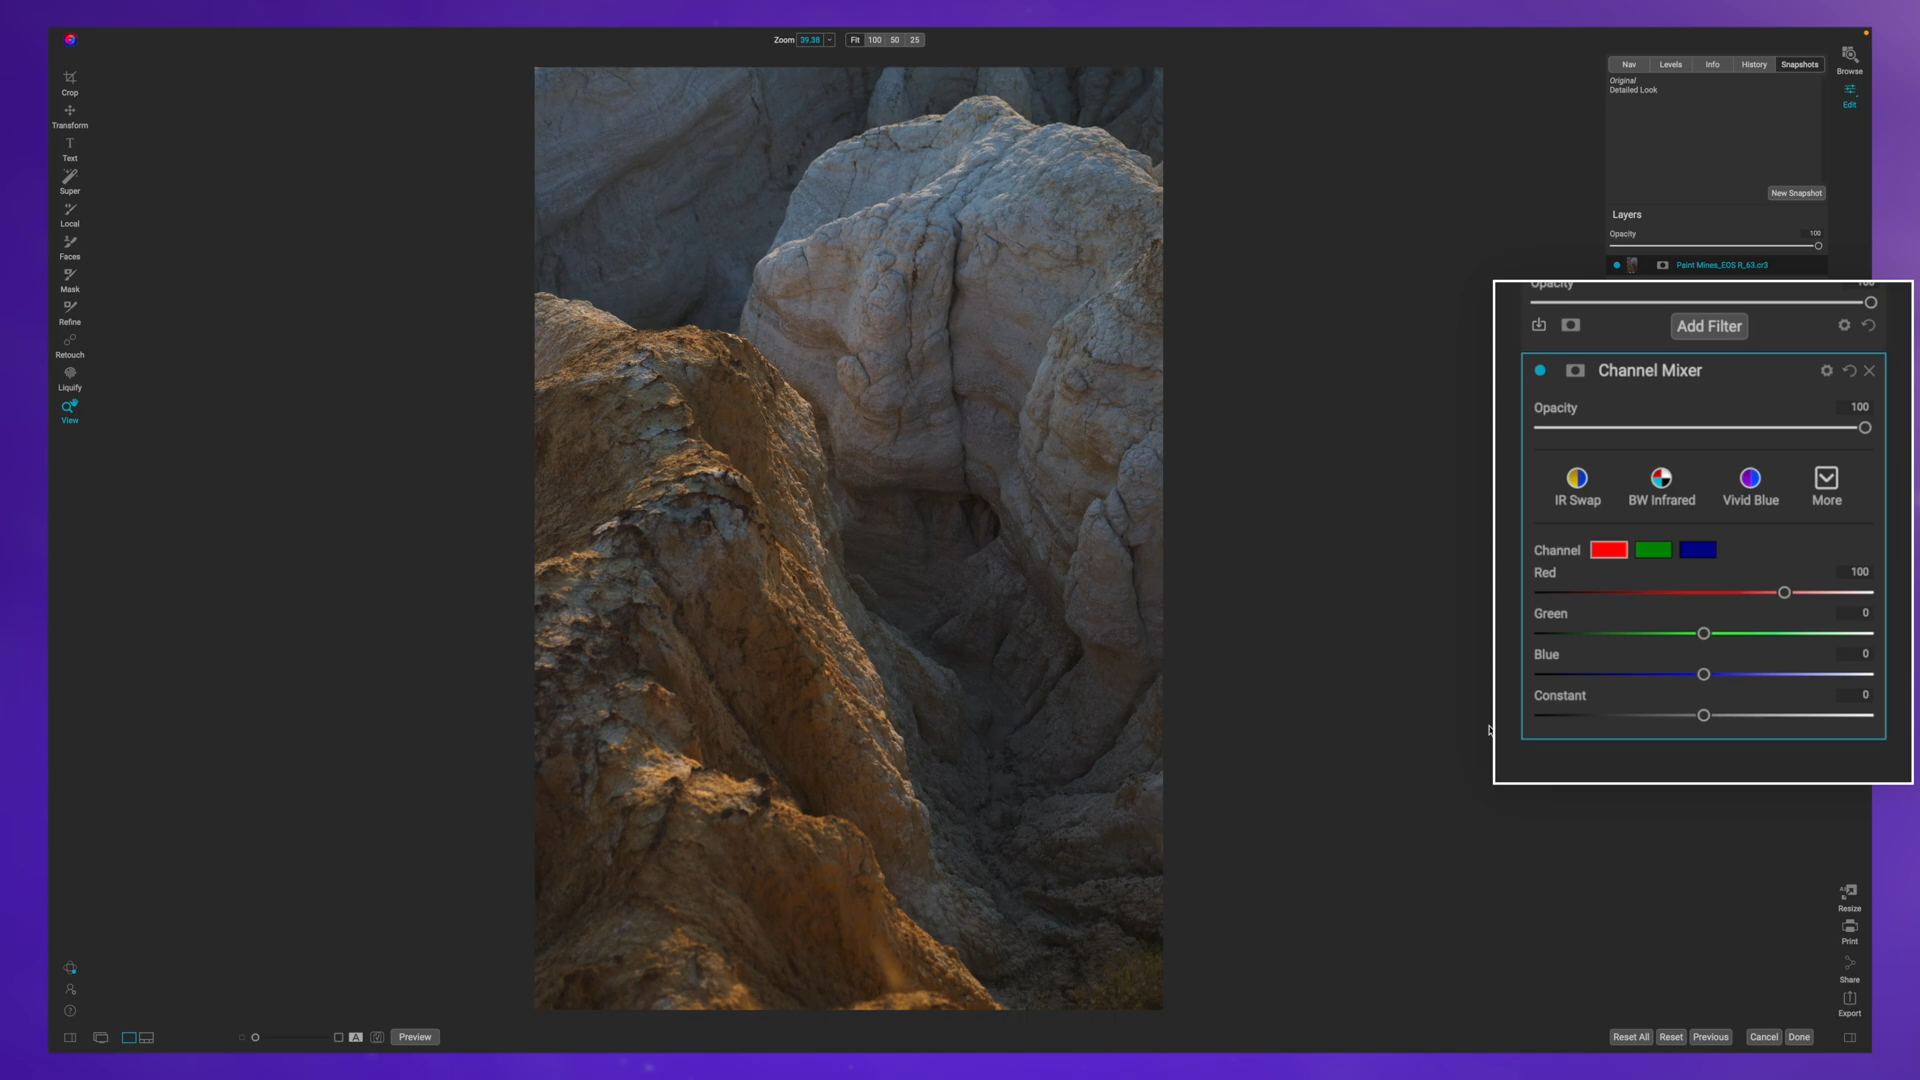 Zoom 39.38 Fit 100 50 25
Crop
Transform
Text
Super
Local
Faces
Mask
Refine
Retouch
Liquify
View
Nav Levels Info History Snapshots
Original
Detailed Look
New Snapshot
Layers
Opacity 100
Paint Mines_EOS R_63.cr3
Browse
Edit
Opacity 100
Add Filter
Channel Mixer
Opacity 100
IR Swap BW Infrared Vivid Blue More
Channel
Red 100
Green 0
Blue 0
Constant 0
Resize
Print
Share
Export
A Preview
Reset All Reset Previous Cancel Done